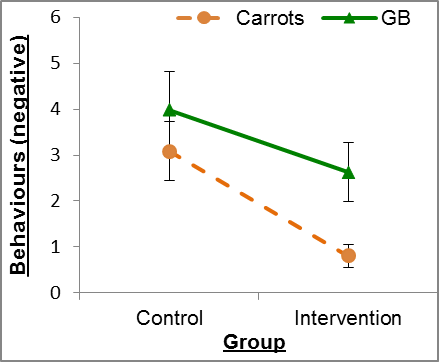 Carrots GB
6
5
4
3
2
1
0
Behaviours (negative)
Control Intervention
Group